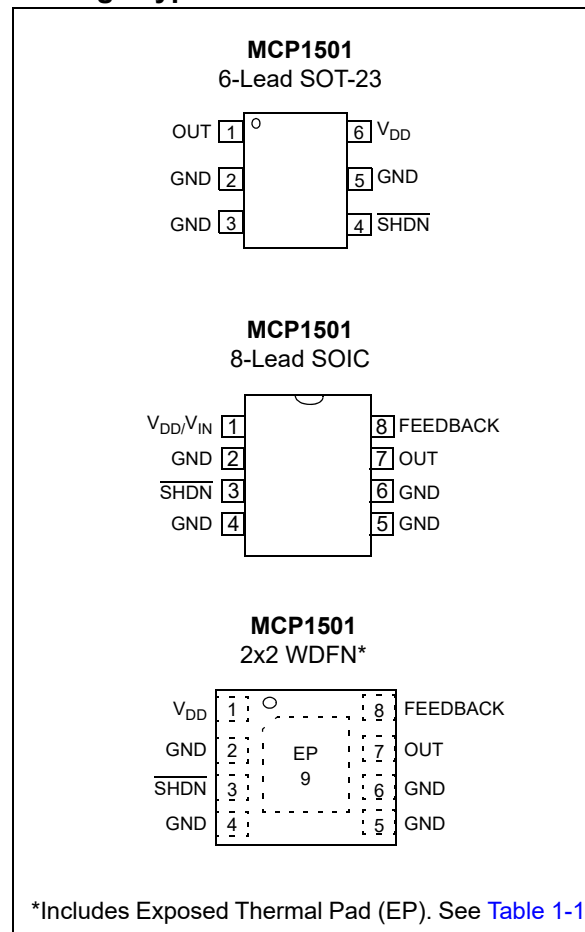 MCP1501
6-Lead SOT-23
OUT 1 6 VDD
GND 2 5 GND
GND 3 4 SHDN
MCP1501
8-Lead SOIC
VDD/VIN 1 8 FEEDBACK
GND 2 7 OUT
SHDN 3 6 GND
GND 4 5 GND
MCP1501
2x2 WDFN*
VDD 1 8 FEEDBACK
GND 2 EP 7 OUT
SHDN 3 9 6 GND
GND 4 5 GND
*Includes Exposed Thermal Pad (EP). See Table 1-1